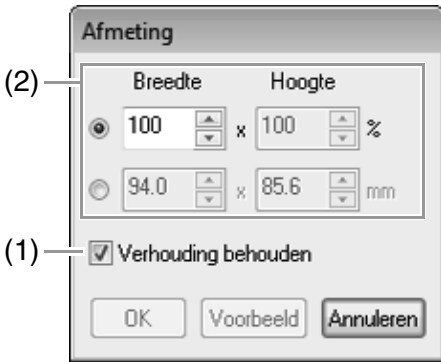 Afmeting
(2)
Breedte Hoogte
100 x 100 %
94.0 x 85.6 mm
(1) Verhouding behouden
OK Voorbeeld Annuleren